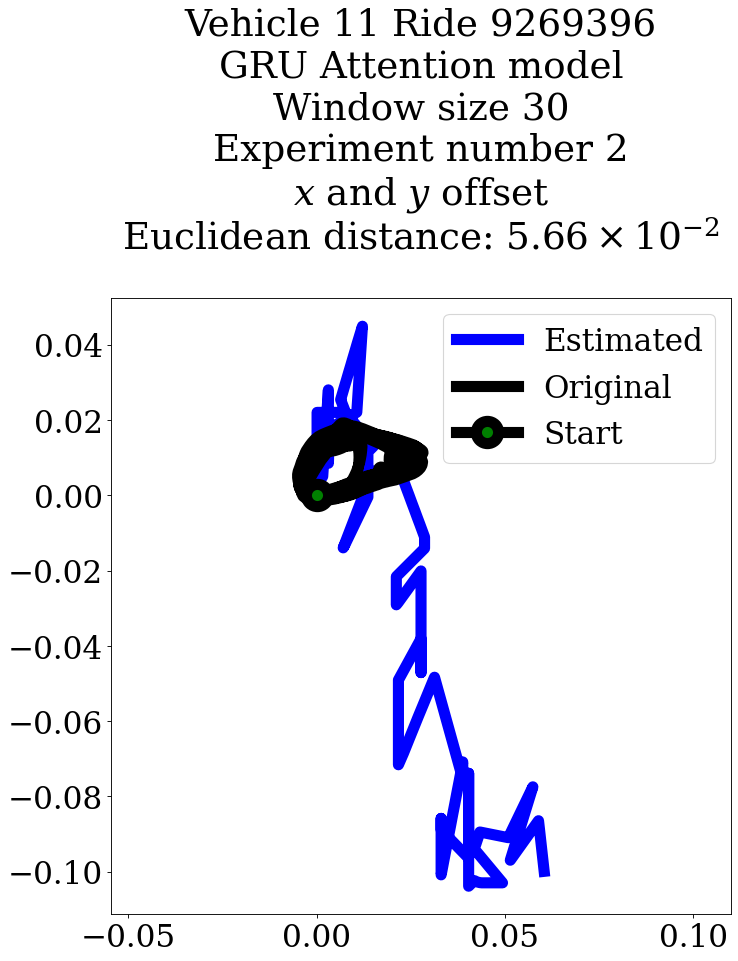 Vehicle 11 Ride 9269396
GRU Attention model
Window size 30
Experiment number 2
x and y offset
Euclidean distance: 5.66 × 10⁻²
Estimated
Original
Start
0.04
0.02
0.00
−0.02
−0.04
−0.06
−0.08
−0.10
−0.05 0.00 0.05 0.10